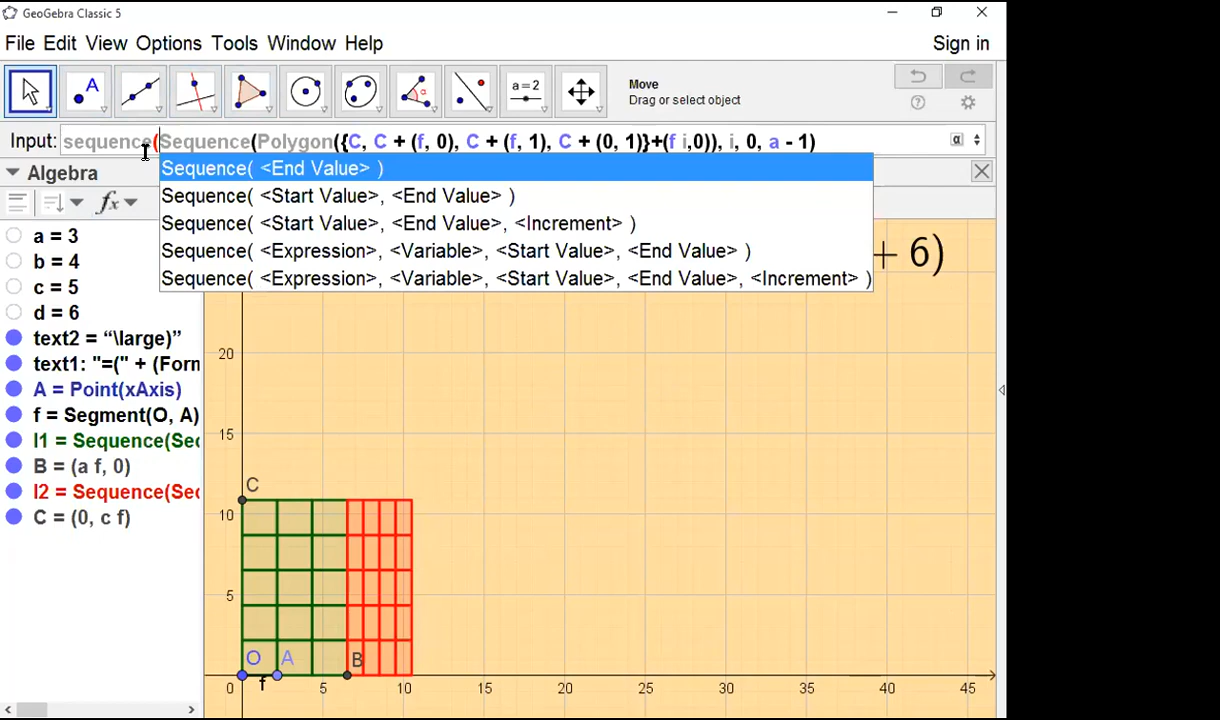 GeoGebra Classic 5
File Edit View Options Tools Window Help Sign in
A
α
a=2
Move
Drag or select object
Input: sequence(Sequence(Polygon({C, C + (f, 0), C + (f, 1), C + (0, 1)}+(f i,0)), i, 0, a - 1)
α
Sequence( <End Value> )
Sequence( <Start Value>, <End Value> )
Sequence( <Start Value>, <End Value>, <Increment> )
Sequence( <Expression>, <Variable>, <Start Value>, <End Value> )
Sequence( <Expression>, <Variable>, <Start Value>, <End Value>, <Increment> )
Algebra
fx
a = 3
b = 4
c = 5
d = 6
text2 = “\large)”
text1: "=(" + (Forn
A = Point(xAxis)
f = Segment(O, A)
l1 = Sequence(Sec
B = (a f, 0)
l2 = Sequence(Sec
C = (0, c f)
+ 6)
20
15
10
5
C
O A B
f
0 5 10 15 20 25 30 35 40 45